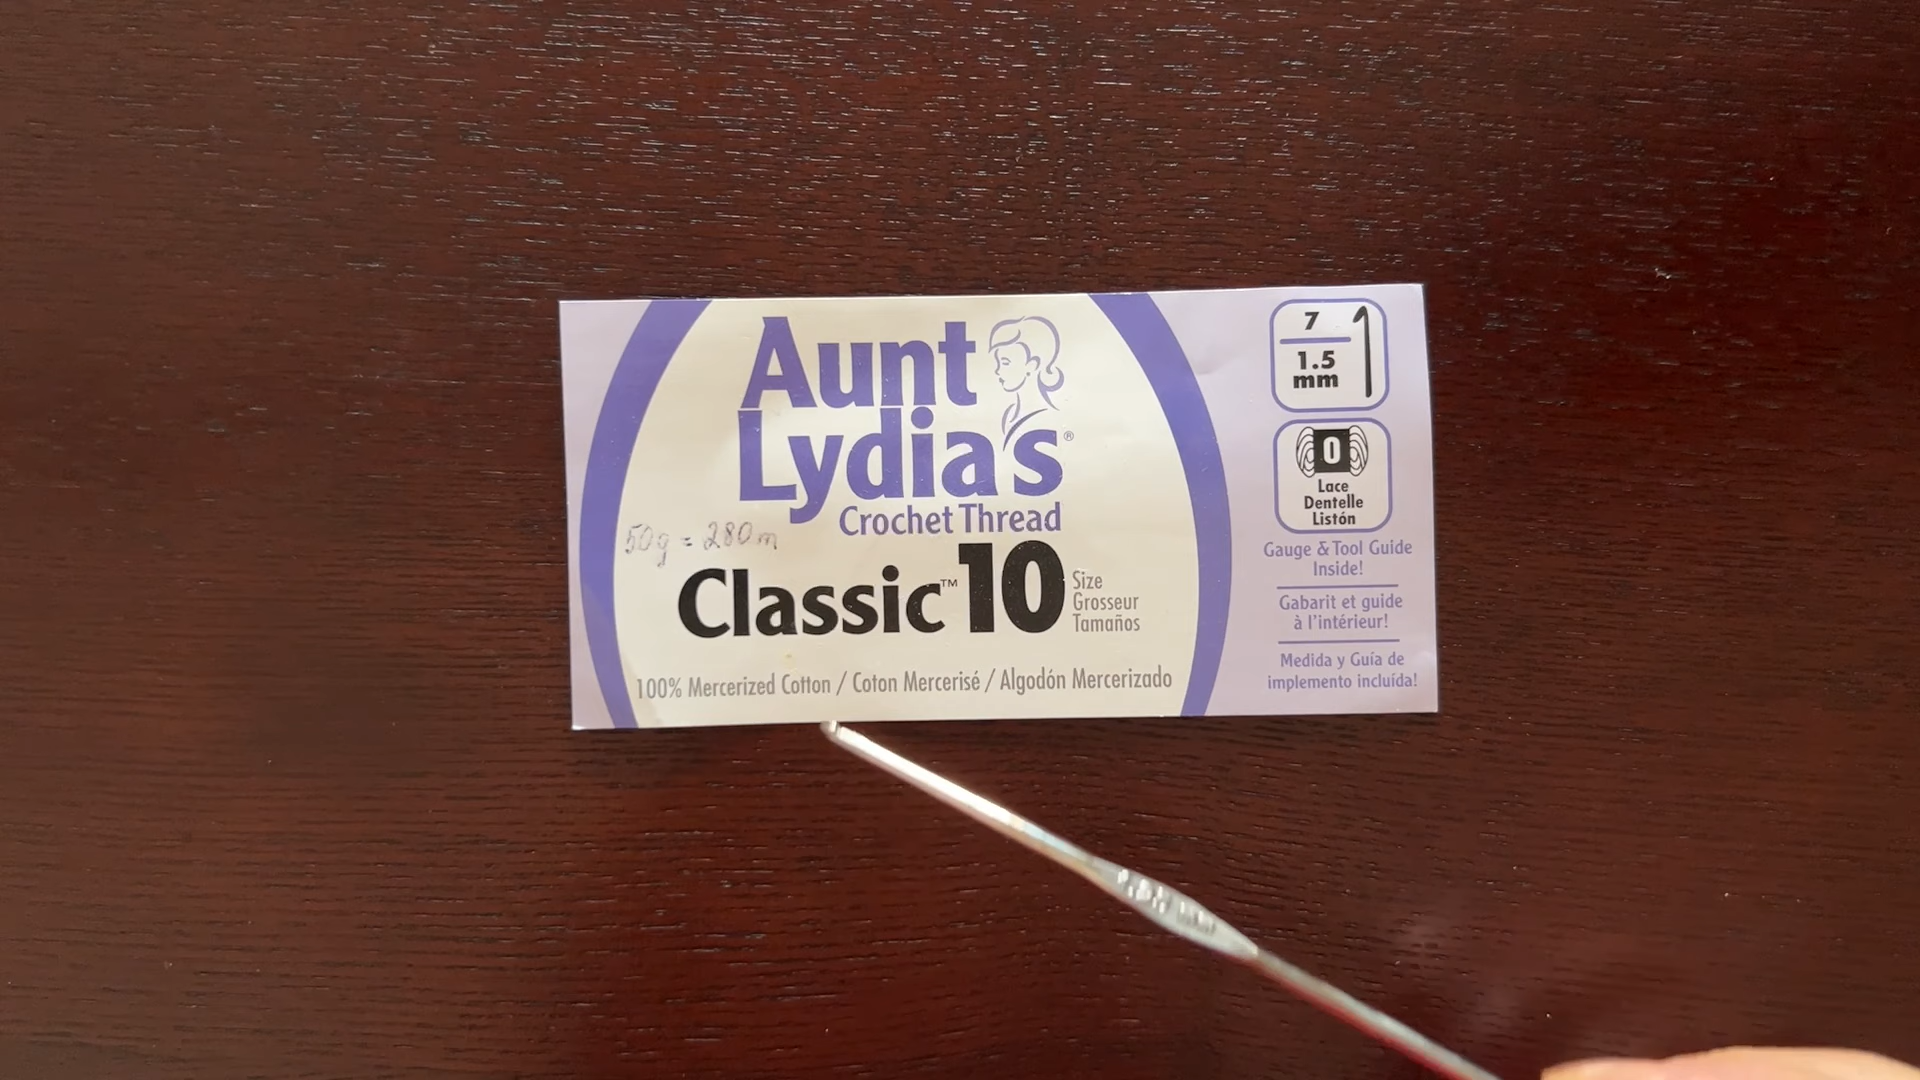 Aunt
Lydia's®
Crochet Thread
50g = 280m
Classic™ 10
Size
Grosseur
Tamaños
100% Mercerized Cotton / Coton Mercerisé / Algodón Mercerizado
7
1.5
mm
0
Lace
Dentelle
Listón
Gauge & Tool Guide
Inside!
Gabarit et guide
à l'intérieur!
Medida y Guía de
implemento incluída!